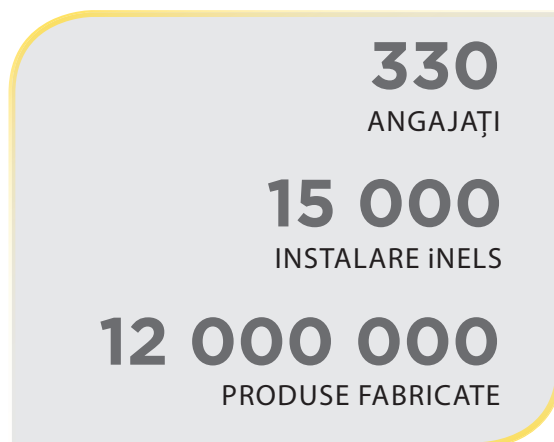 330
ANGAJAȚI
15 000
INSTALARE iNELS
12 000 000
PRODUSE FABRICATE